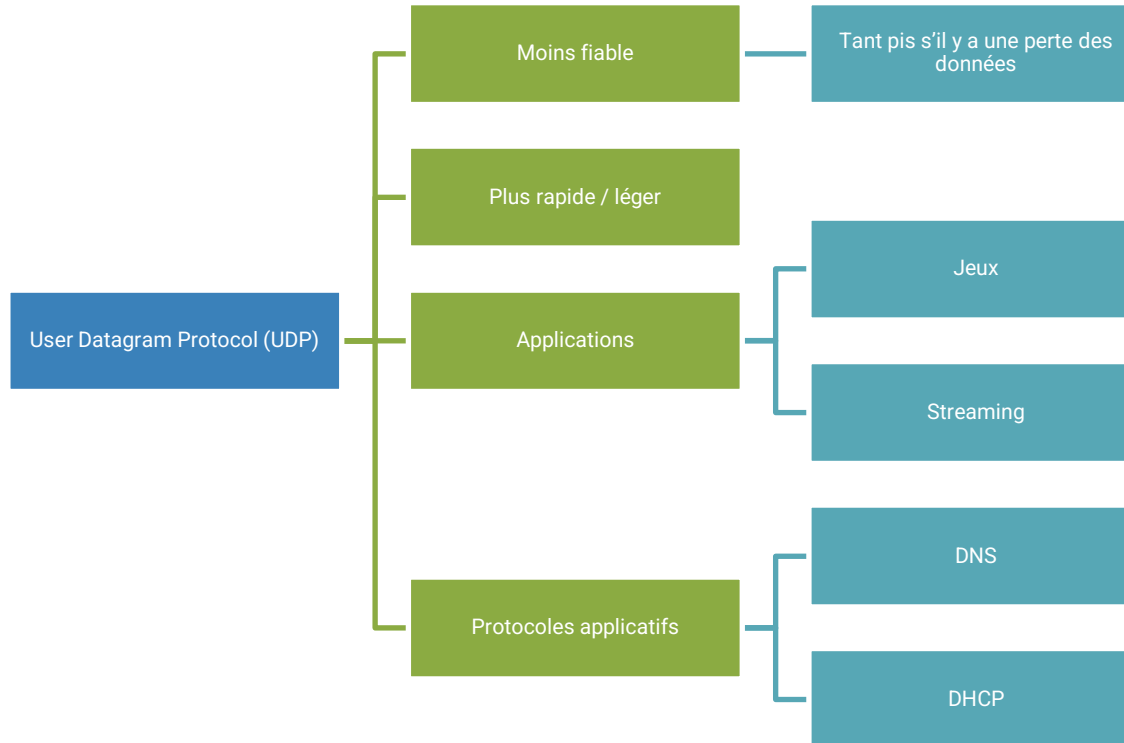 User Datagram Protocol (UDP)
Moins fiable
Tant pis s’il y a une perte des
données
Plus rapide / léger
Applications
Jeux
Streaming
Protocoles applicatifs
DNS
DHCP